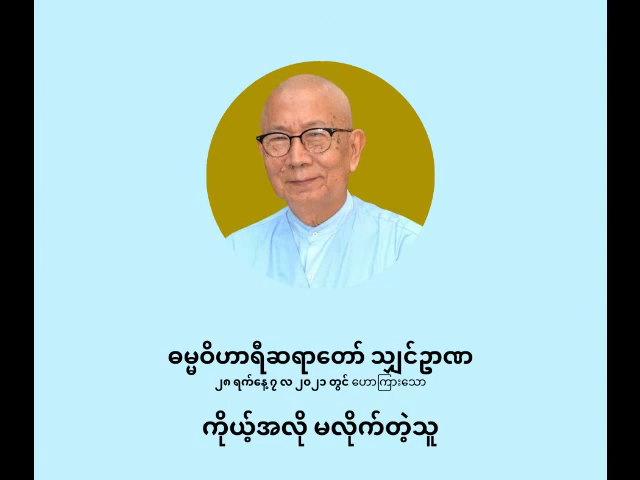 ဓမ္မဝိဟာရီဆရာတော် သျှင်ဥာဏ
၂၈ ရက်နေ့ ၇ လ ၂၀၂၁ တွင် ဟောကြားသော
ကိုယ့်အလို မလိုက်တဲ့သူ